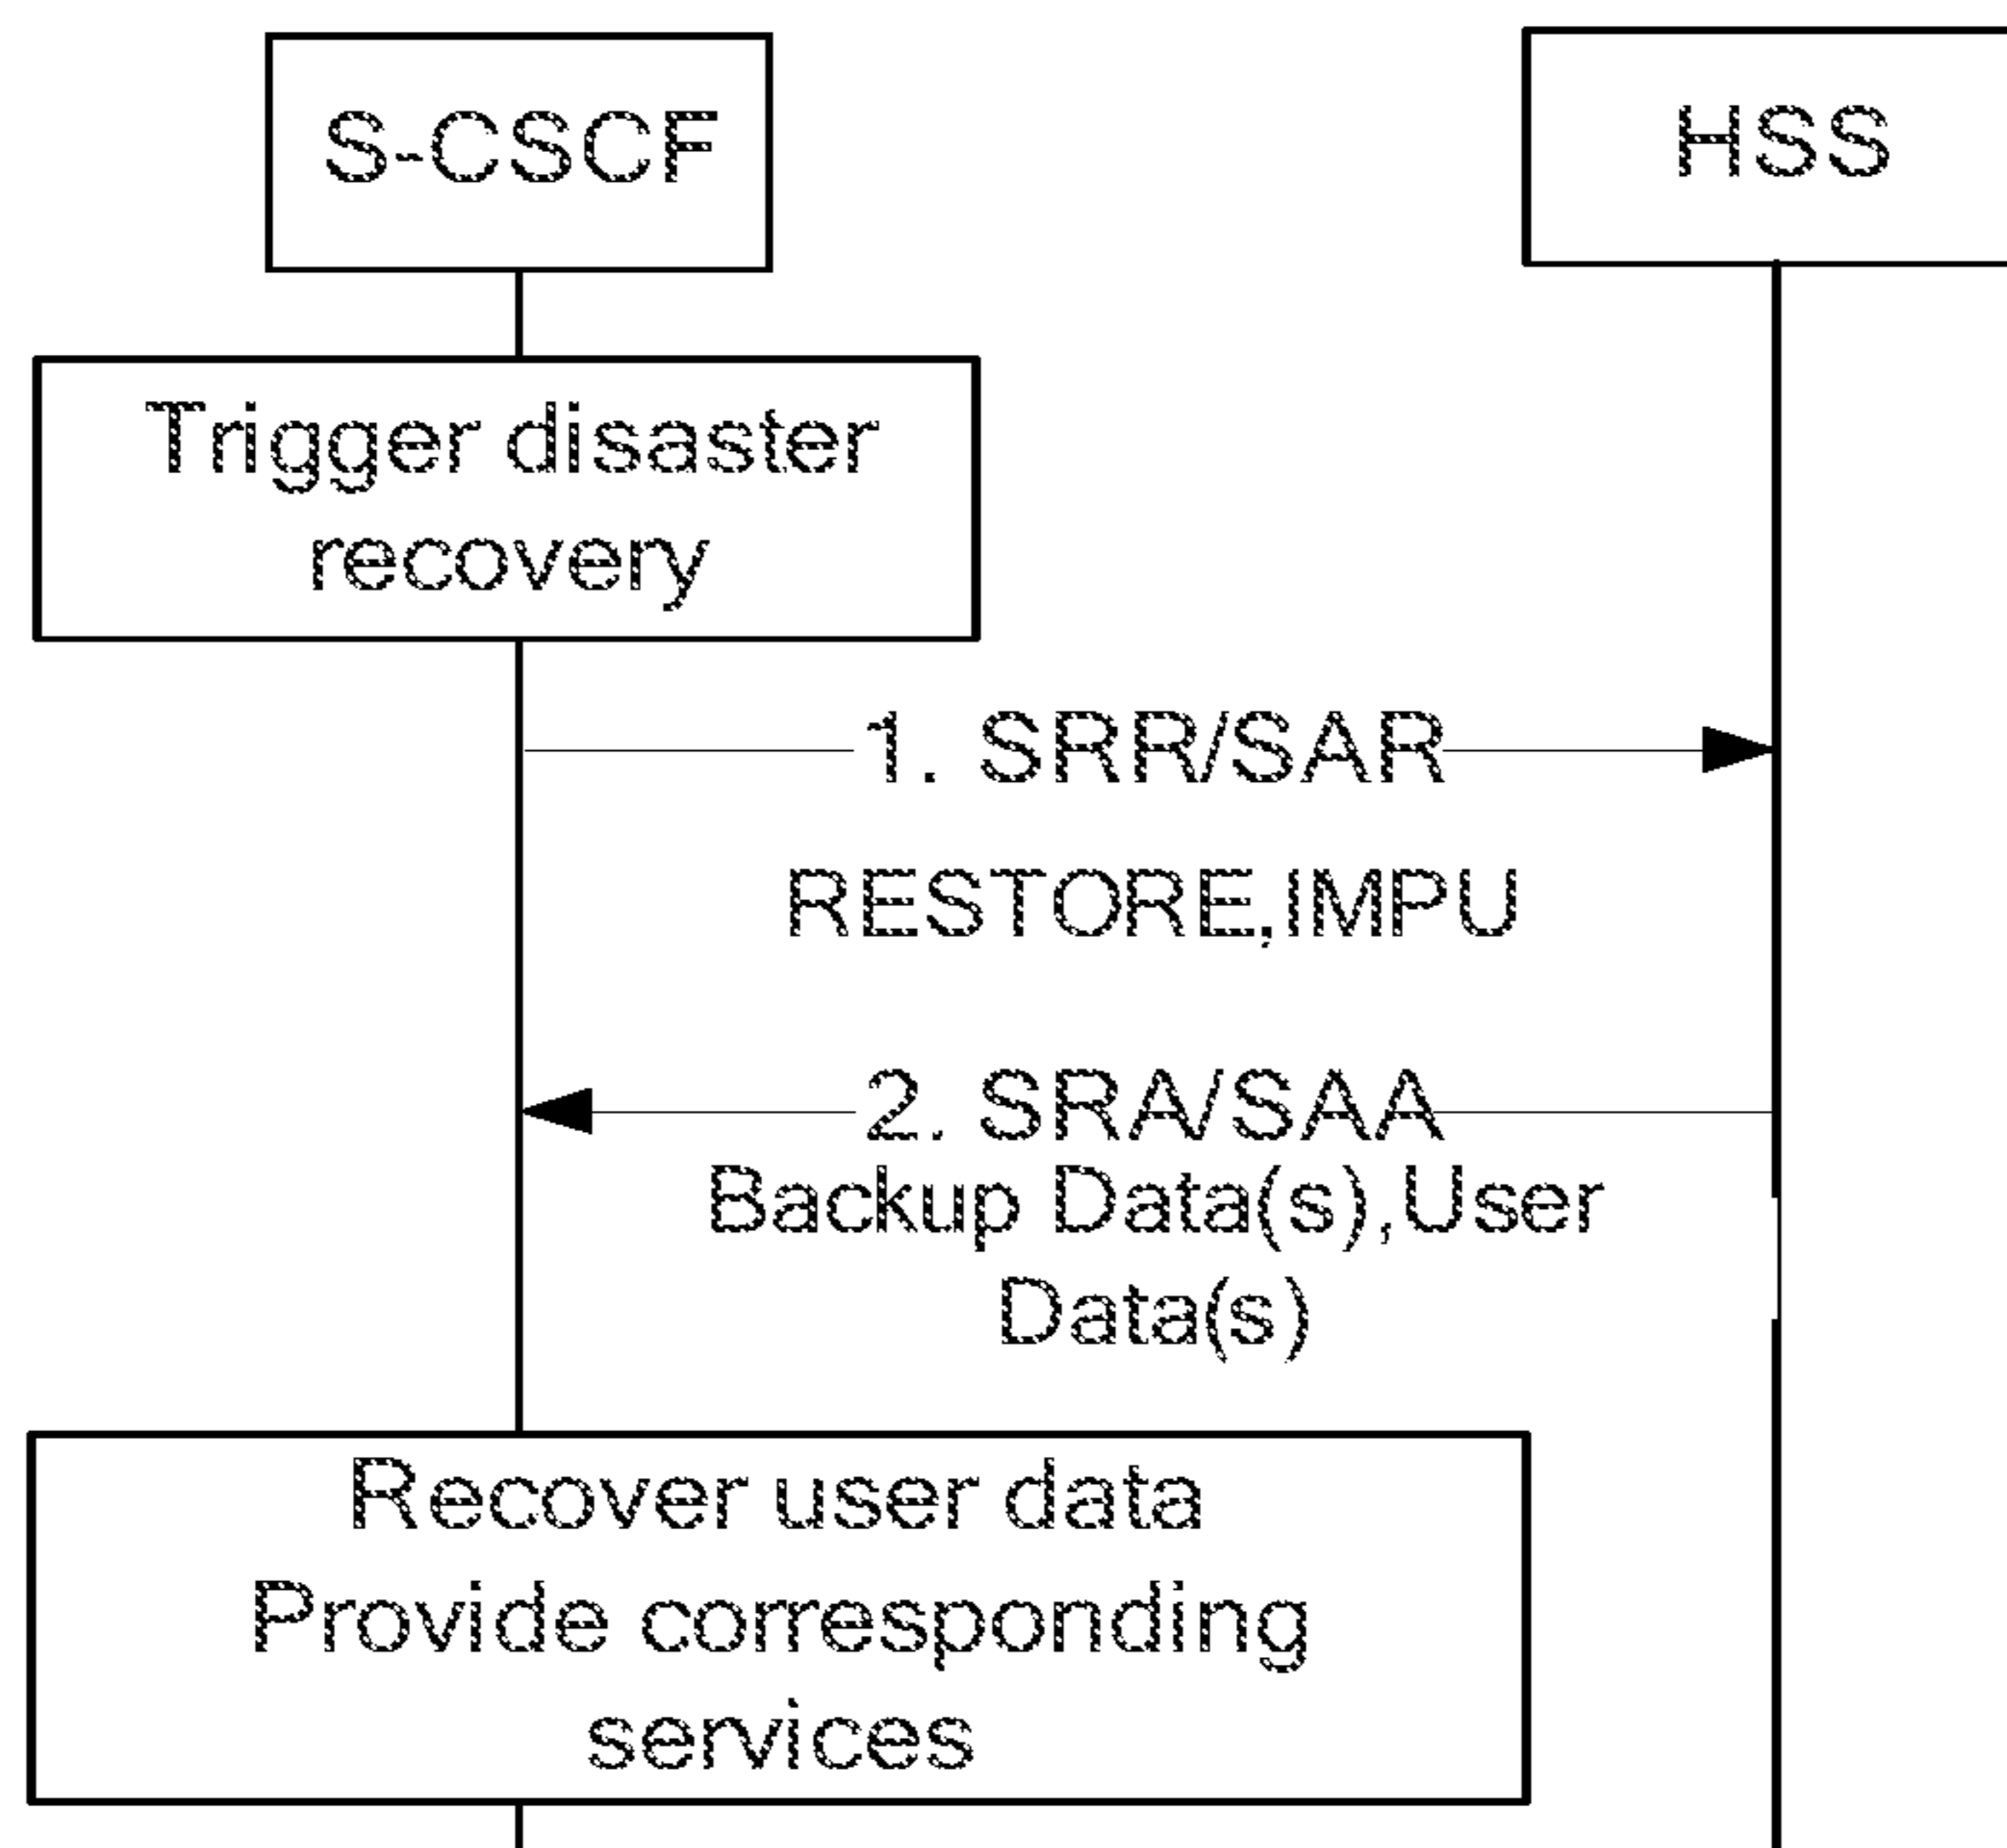 S-CSCF
HSS
Trigger disaster
recovery
1. SRR/SAR
RESTORE,IMPU
2. SRA/SAA
Backup Data(s),User
Data(s)
Recover user data
Provide corresponding
services